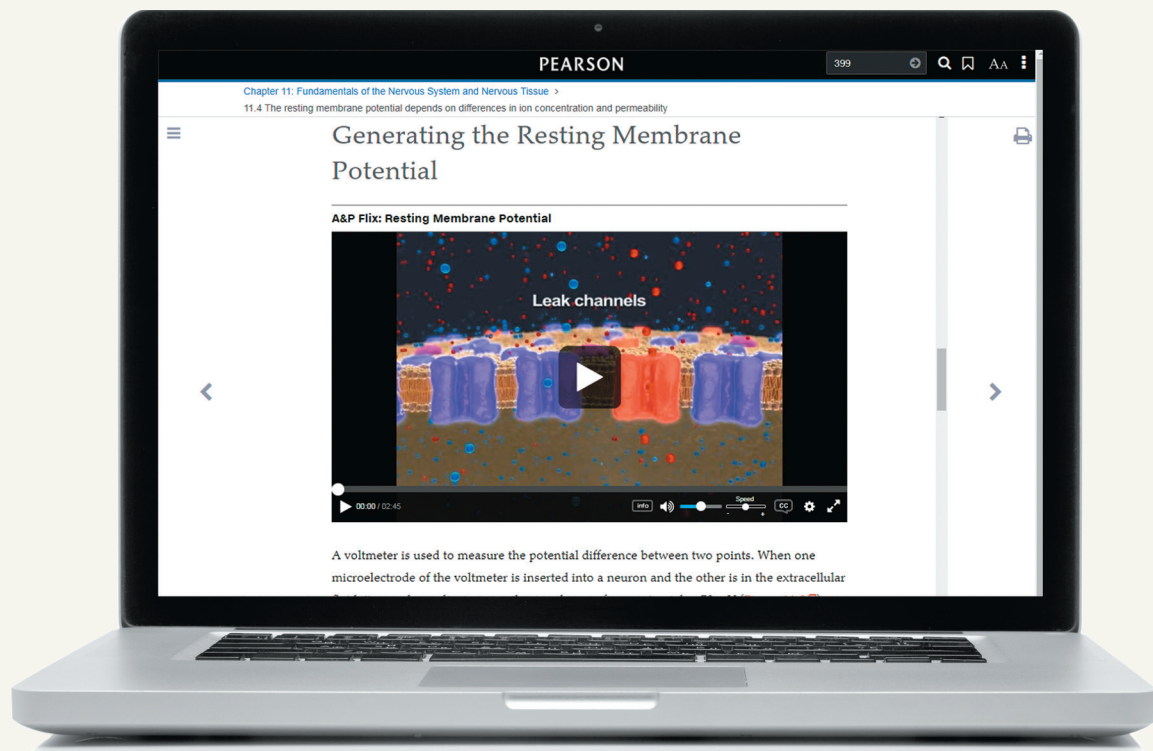 PEARSON
399
AA
Chapter 11: Fundamentals of the Nervous System and Nervous Tissue >
11.4 The resting membrane potential depends on differences in ion concentration and permeability
Generating the Resting Membrane
Potential
A&P Flix: Resting Membrane Potential
Leak channels
00:00 / 02:45
info
Speed
- +
CC
A voltmeter is used to measure the potential difference between two points. When one
microelectrode of the voltmeter is inserted into a neuron and the other is in the extracellular